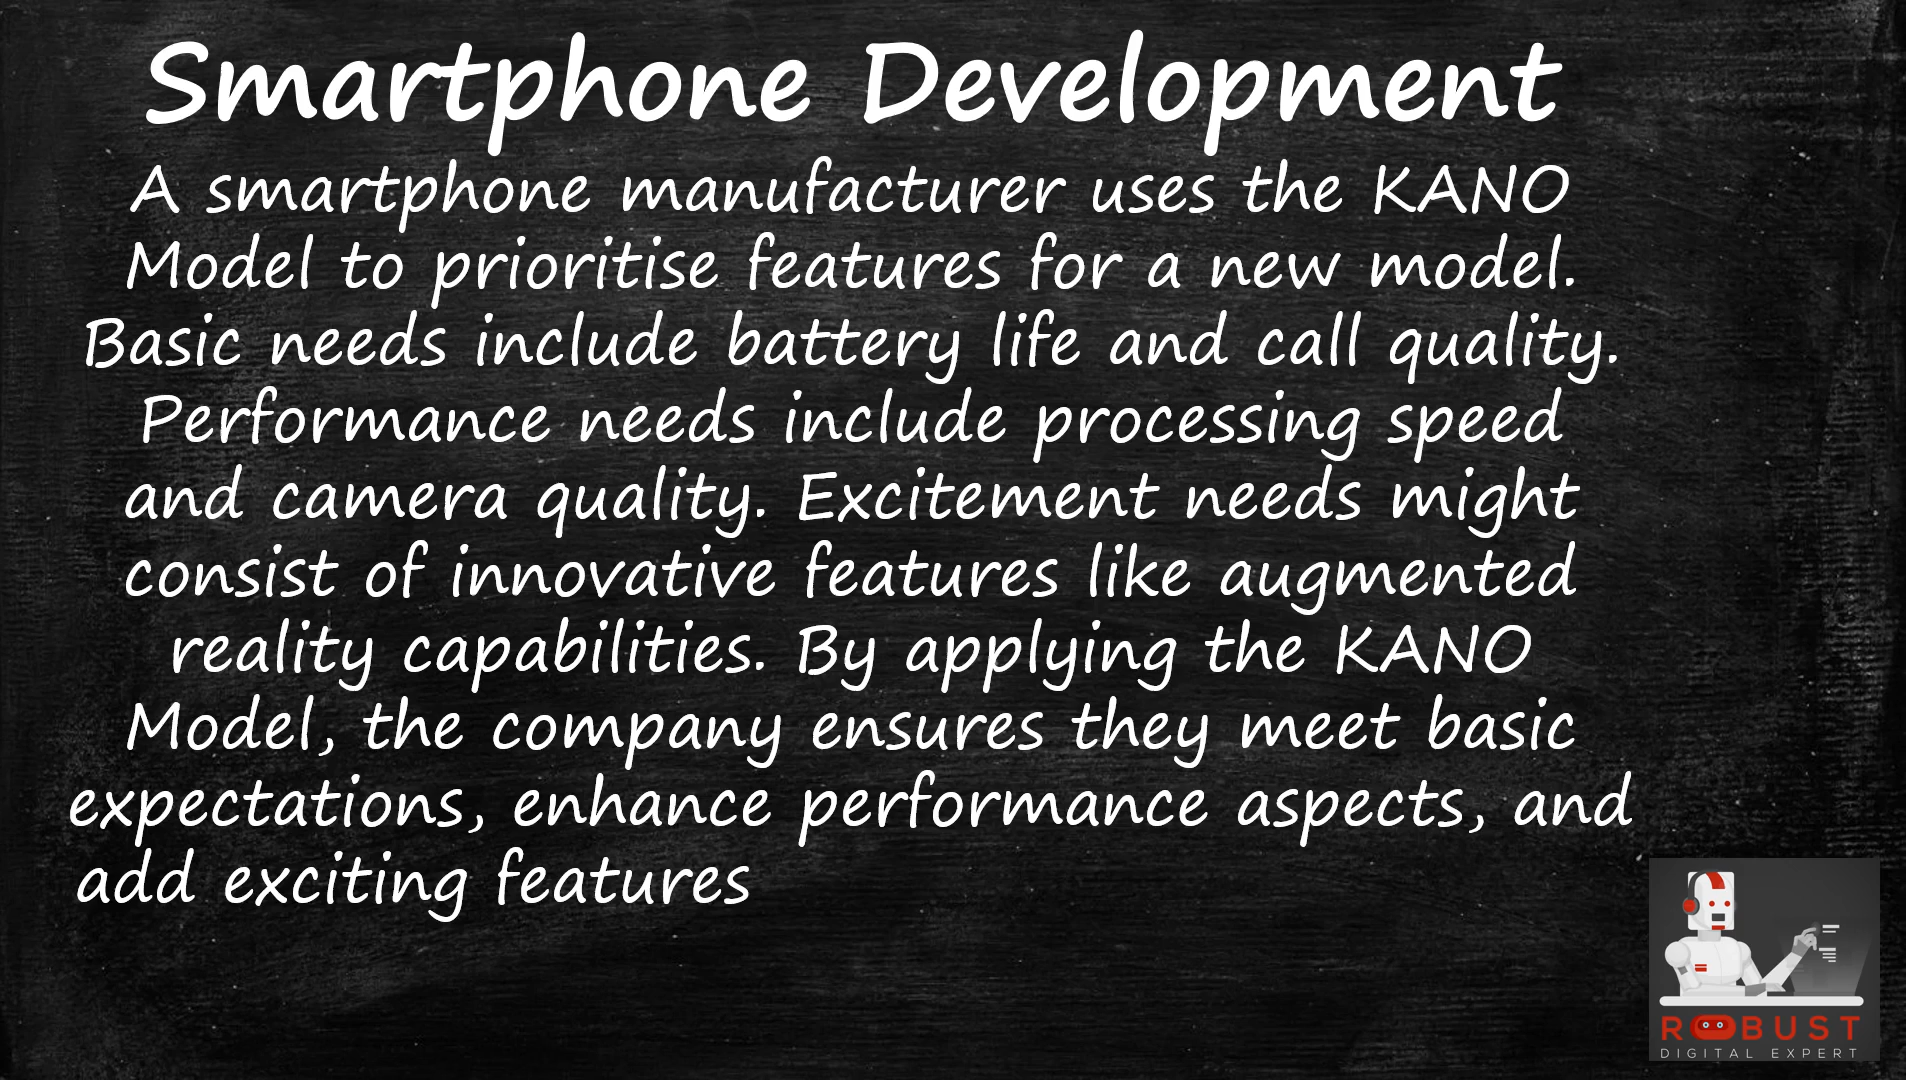 Smartphone Development
A smartphone manufacturer uses the KANO
Model to prioritise features for a new model.
Basic needs include battery life and call quality.
Performance needs include processing speed
and camera quality. Excitement needs might
consist of innovative features like augmented
reality capabilities. By applying the KANO
Model, the company ensures they meet basic
expectations, enhance performance aspects, and
add exciting features
ROBUST
DIGITAL EXPERT